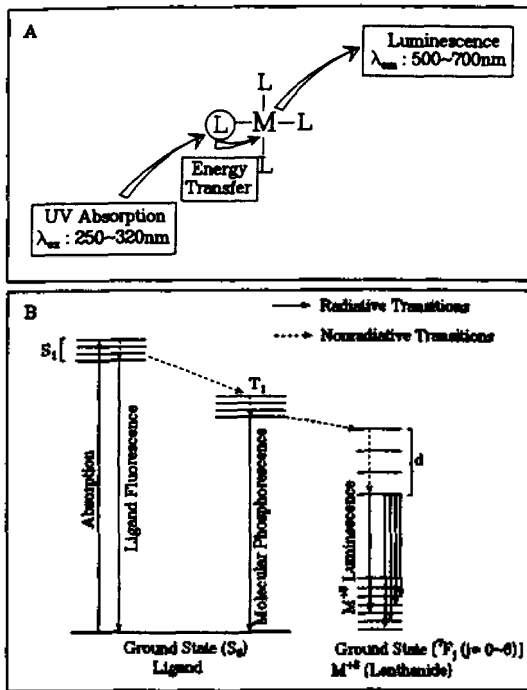 A
Luminescence
λem : 500~700nm
L
L
M
L
L
Energy
Transfer
UV Absorption
λex : 250~320nm
B
Radiative Transitions
Nonradiative Transitions
S1
T1
d
Absorption
Ligand Fluorescence
Molecular Phosphorescence
M+3 Luminescence
Ground State (S0)
Ligand
Ground State [7Fj (j= 0~6)]
M+3 (Lanthanide)